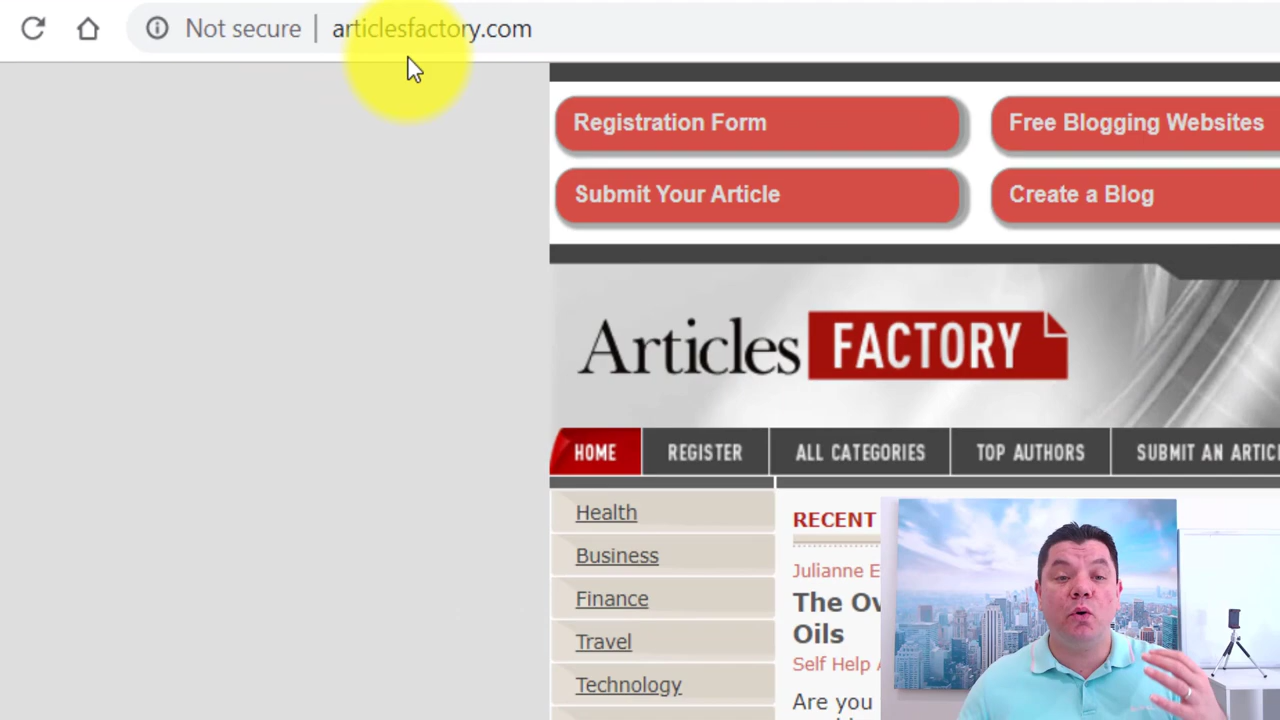 Not secure | articlesfactory.com
Registration Form
Free Blogging Websites
Submit Your Article
Create a Blog
Articles FACTORY
HOME
REGISTER
ALL CATEGORIES
TOP AUTHORS
SUBMIT AN ARTIC
Health
Business
Finance
Travel
Technology
RECENT
Julianne E
The Ov
Oils
Self Help
Are you